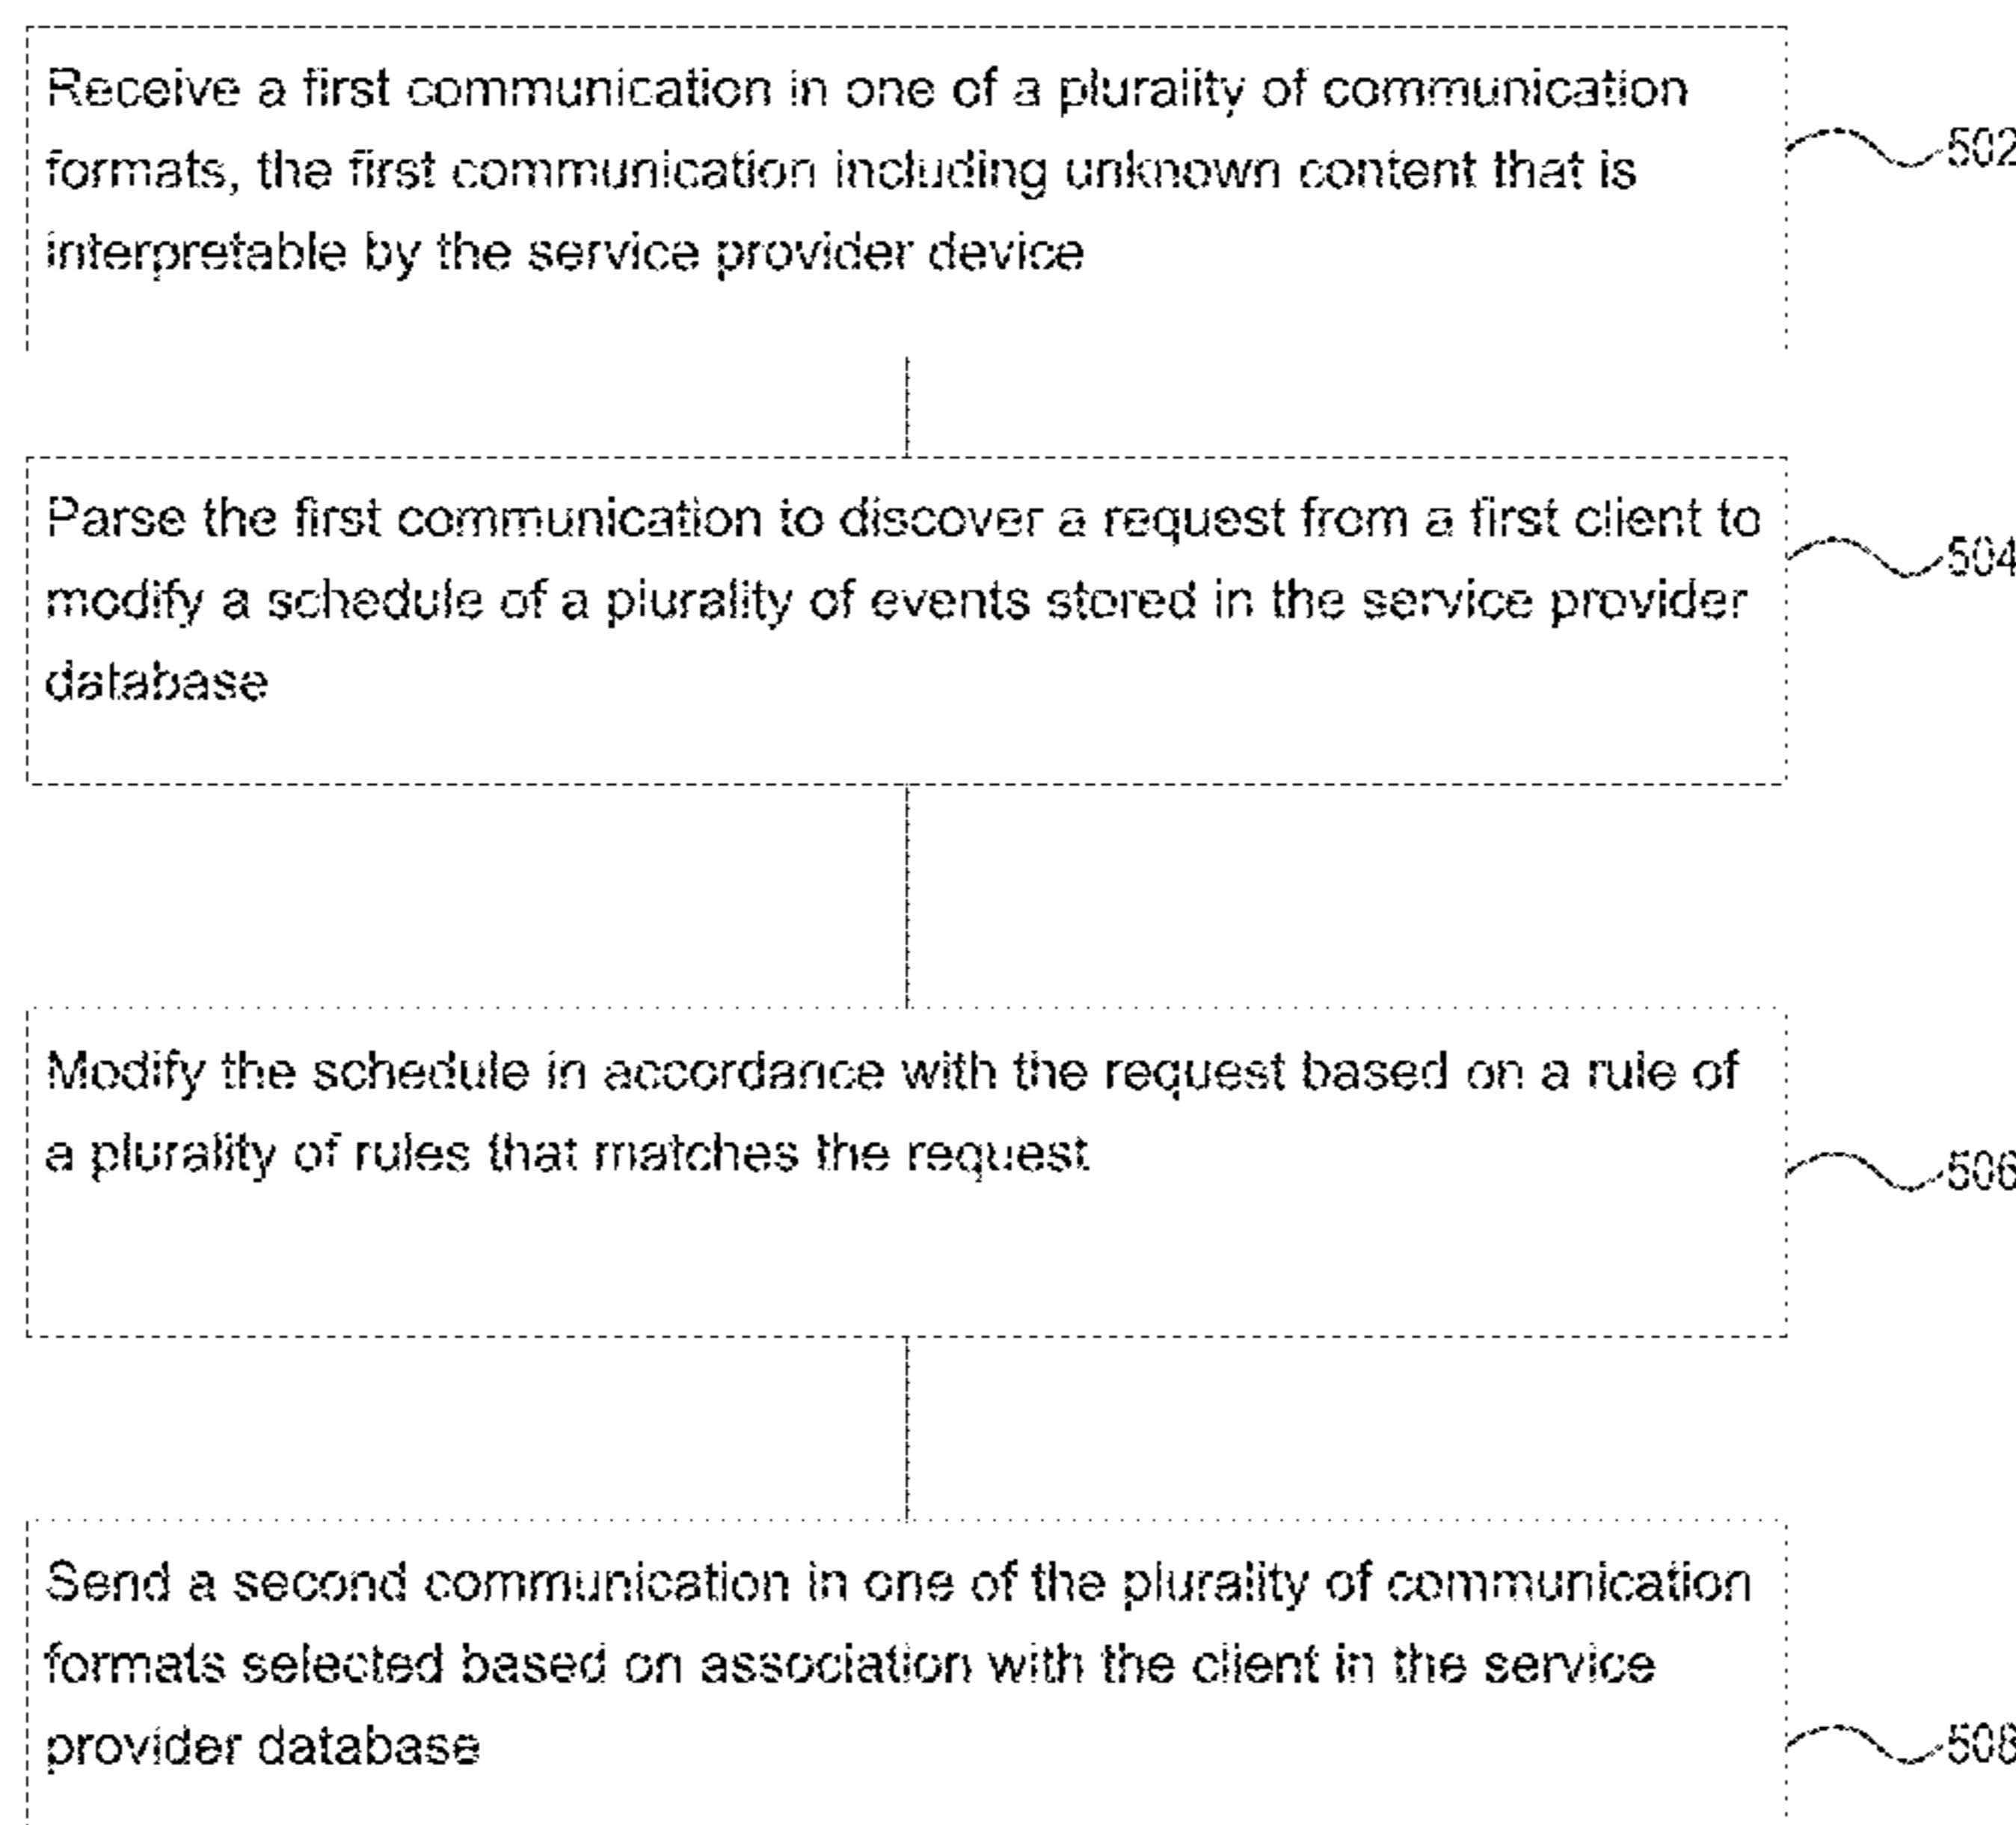 Receive a first communication in one of a plurality of communication
formats, the first communication including unknown content that is
interpretable by the service provider device
502
Parse the first communication to discover a request from a first client to
modify a schedule of a plurality of events stored in the service provider
database
504
Modify the schedule in accordance with the request based on a rule of
a plurality of rules that matches the request
506
Send a second communication in one of the plurality of communication
formats selected based on association with the client in the service
provider database
508